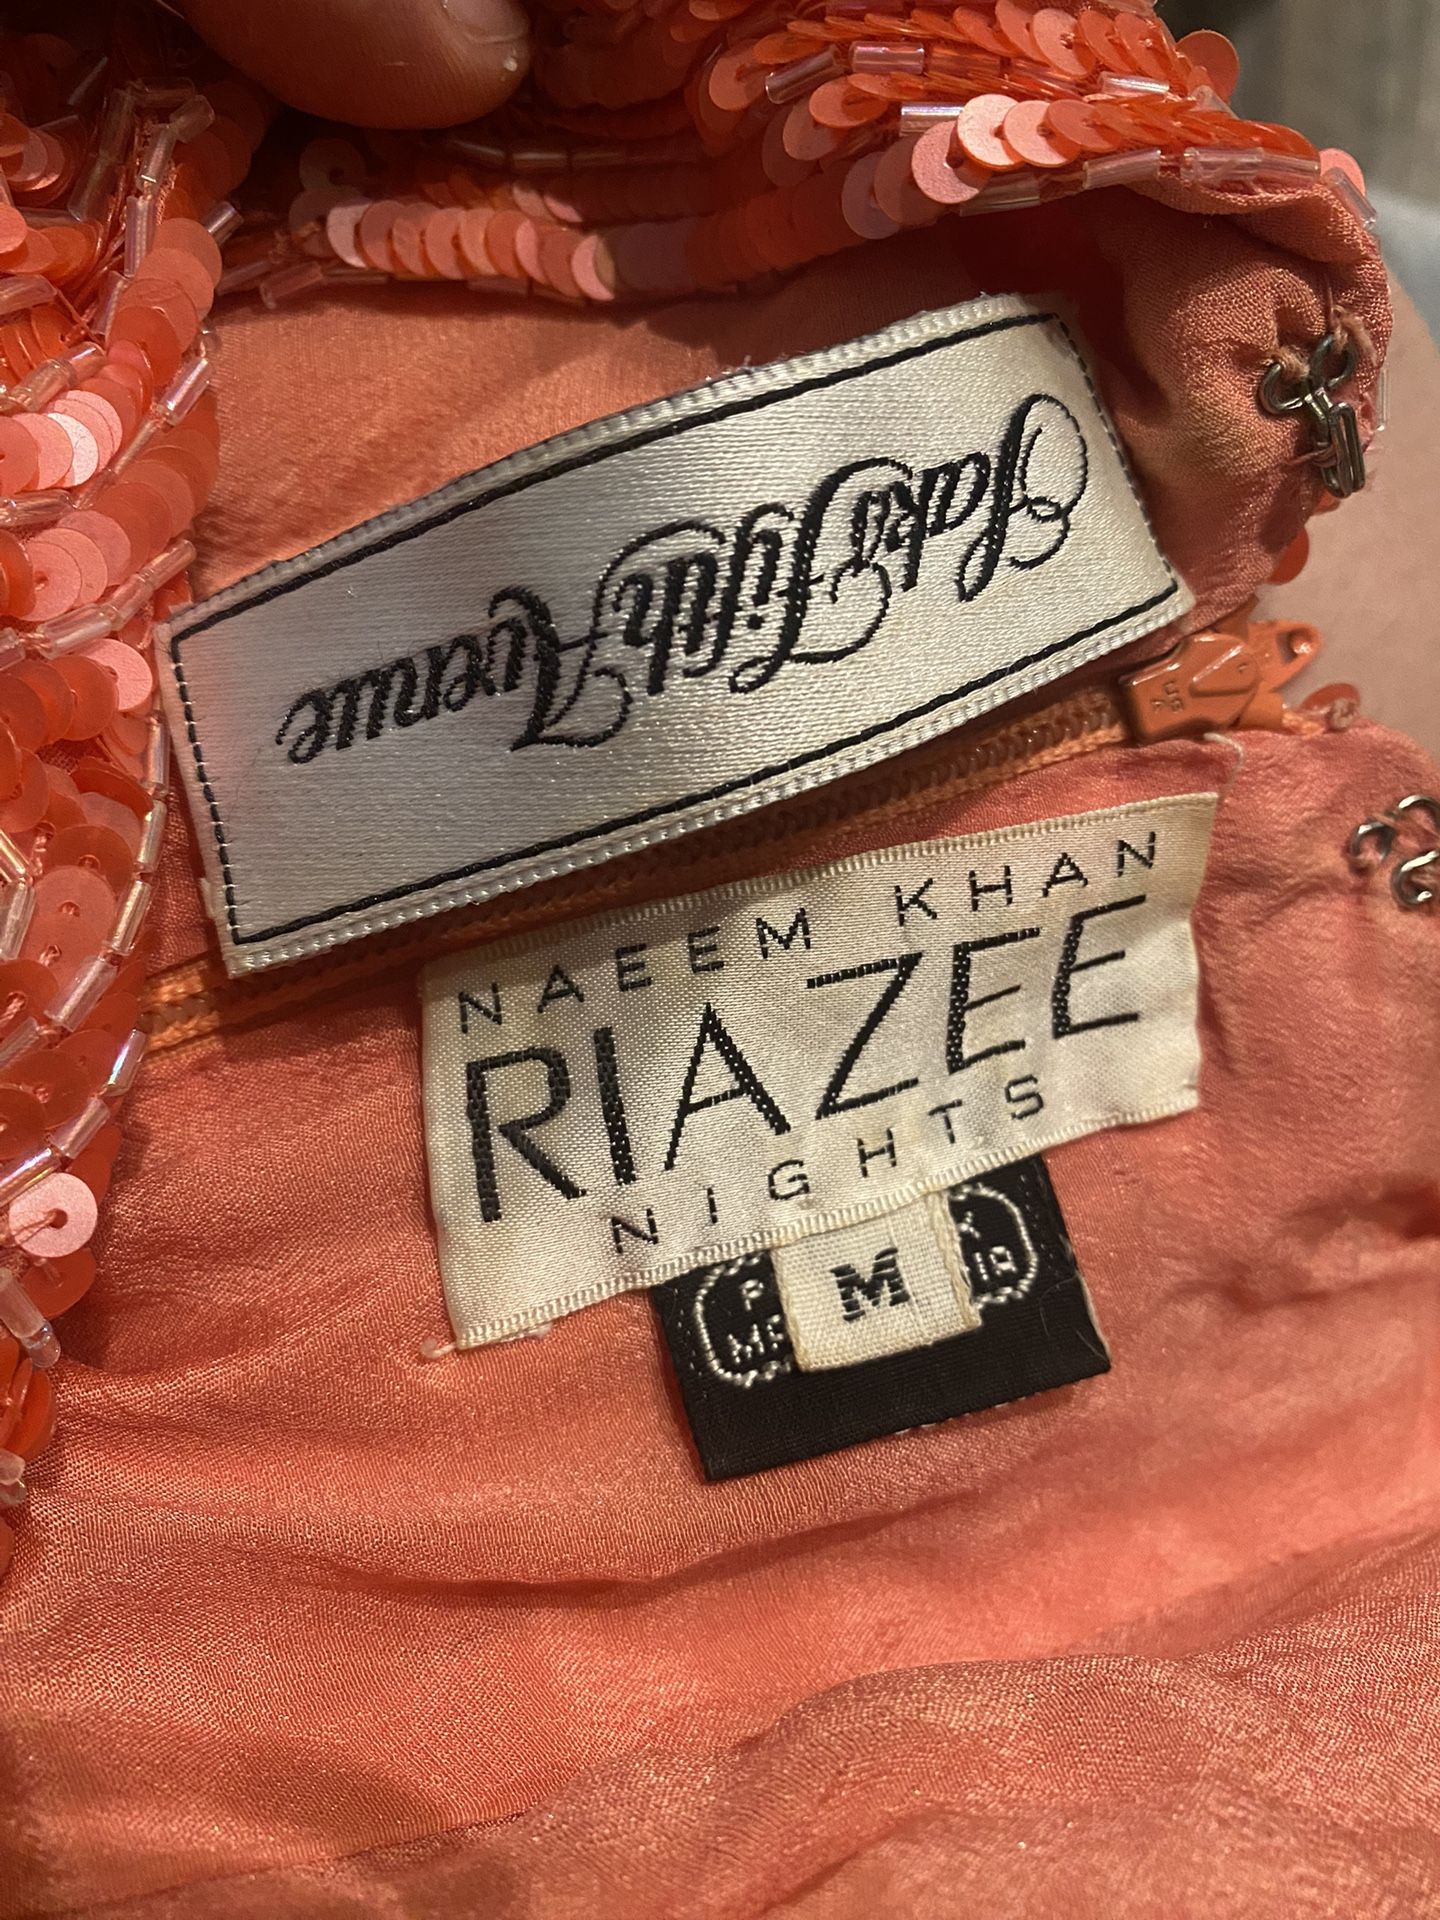 Saks Fifth Avenue
NAEEM KHAN
RIAZEE
NIGHTS
M